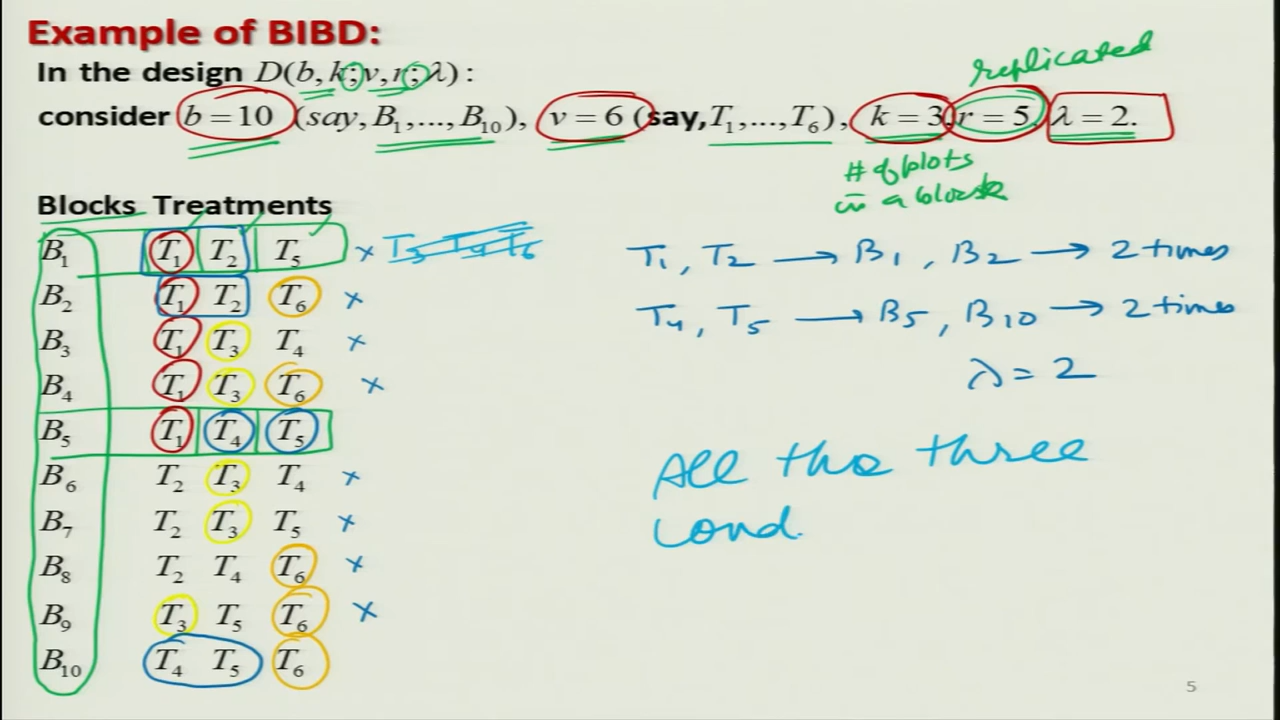 Example of BIBD:
In the design D(b, k; v, r; λ) :
replicated
consider b = 10 (say, B₁,..., B₁₀), v = 6 (say, T₁,...,T₆), k = 3, r = 5, λ = 2.
# of plots
in a block
Blocks Treatments
B₁ T₁ T₂ T₅ × T₃ T₄ T₆
T₁, T₂ → B₁, B₂ → 2 times
B₂ T₁ T₂ T₆ ×
T₄, T₅ → B₅, B₁₀ → 2 times
B₃ T₁ T₃ T₄ ×
λ = 2
B₄ T₁ T₃ T₆ ×
B₅ T₁ T₄ T₅
All the three
B₆ T₂ T₃ T₄ ×
B₇ T₂ T₃ T₅ ×
cond.
B₈ T₂ T₄ T₆ ×
B₉ T₃ T₅ T₆ ×
B₁₀ T₄ T₅ T₆
5